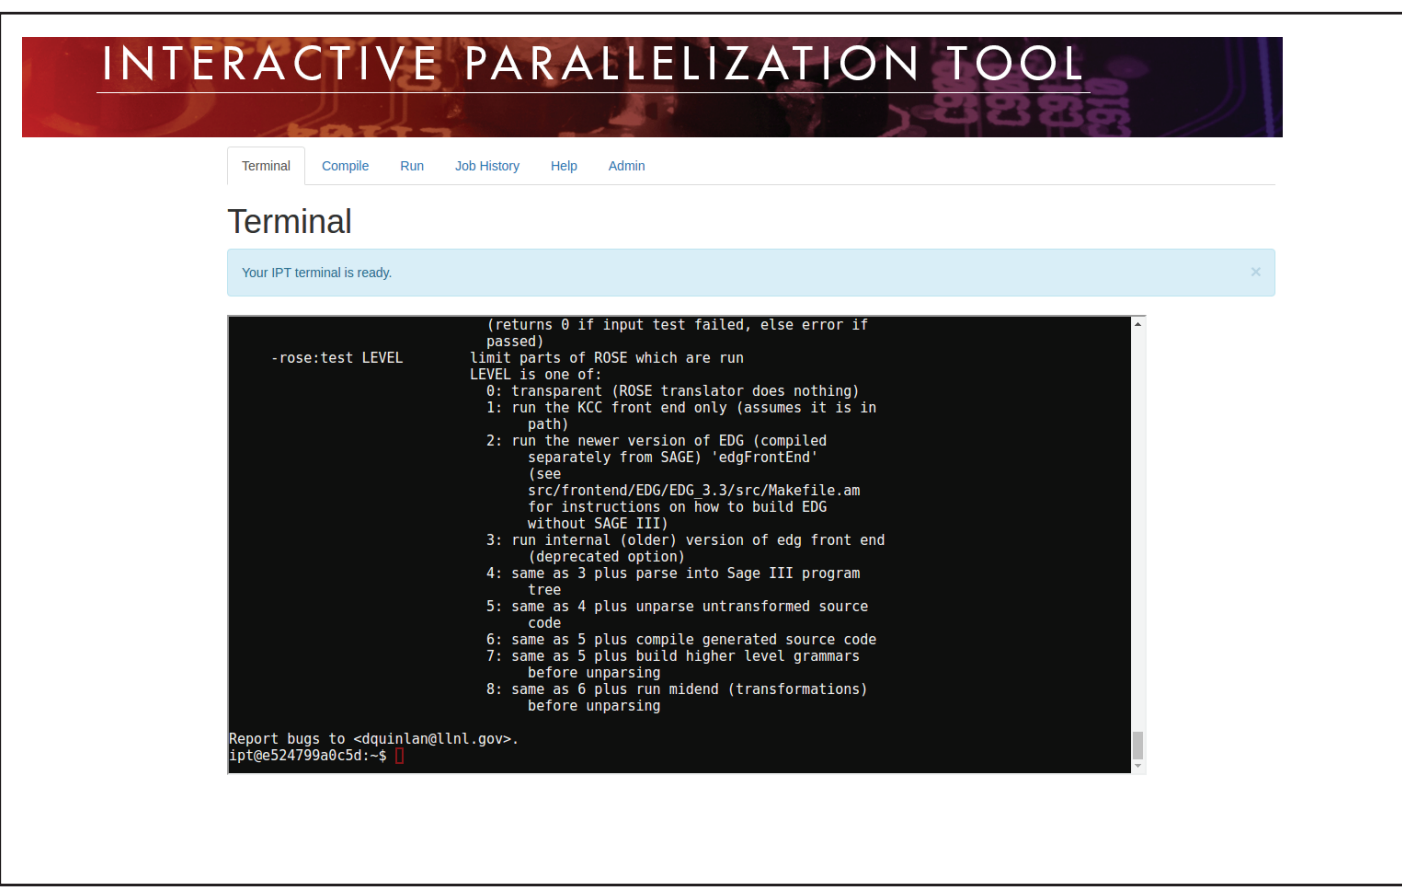 INTERACTIVE PARALLELIZATION TOOL
Terminal Compile Run Job History Help Admin
Terminal
Your IPT terminal is ready. ×
(returns 0 if input test failed, else error if
passed)
-rose:test LEVEL limit parts of ROSE which are run
LEVEL is one of:
0: transparent (ROSE translator does nothing)
1: run the KCC front end only (assumes it is in
path)
2: run the newer version of EDG (compiled
separately from SAGE) 'edgFrontEnd'
(see
src/frontend/EDG/EDG_3.3/src/Makefile.am
for instructions on how to build EDG
without SAGE III)
3: run internal (older) version of edg front end
(deprecated option)
4: same as 3 plus parse into Sage III program
tree
5: same as 4 plus unparse untransformed source
code
6: same as 5 plus compile generated source code
7: same as 5 plus build higher level grammars
before unparsing
8: same as 6 plus run midend (transformations)
before unparsing
Report bugs to <dquinlan@llnl.gov>.
ipt@e524799a0c5d:~$